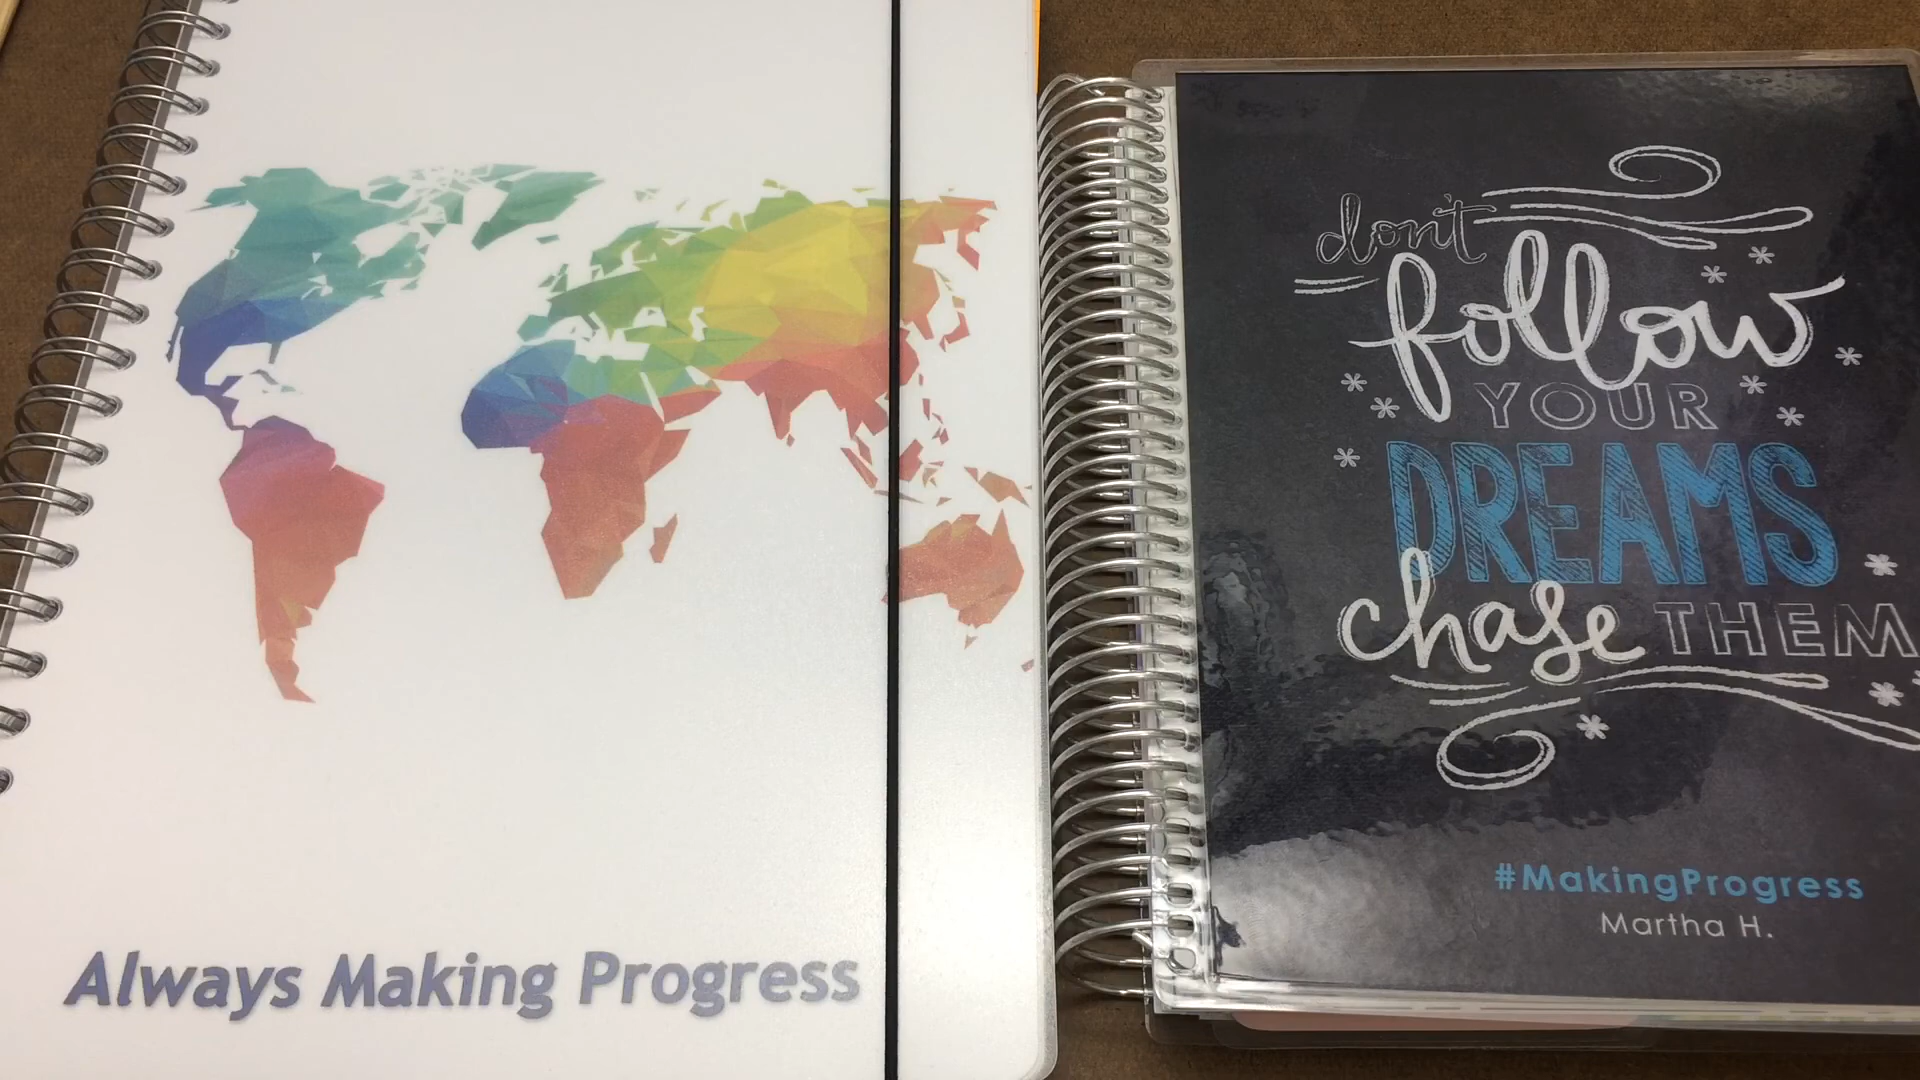 Always Making Progress
don't
follow
YOUR
DREAMS
chase THEM
#MakingProgress
Martha H.